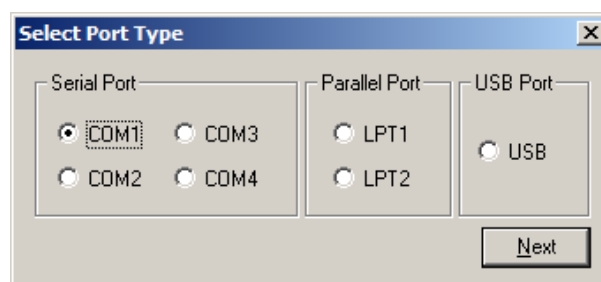 Select Port Type
Serial Port
COM1 COM3
COM2 COM4
Parallel Port
LPT1
LPT2
USB Port
USB
Next